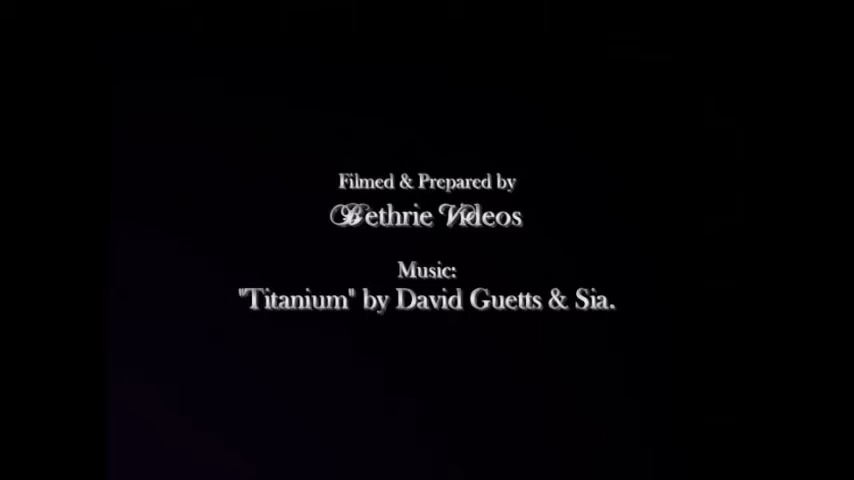 Filmed & Prepared by
Bethrie Videos
Music:
"Titanium" by David Guetts & Sia.